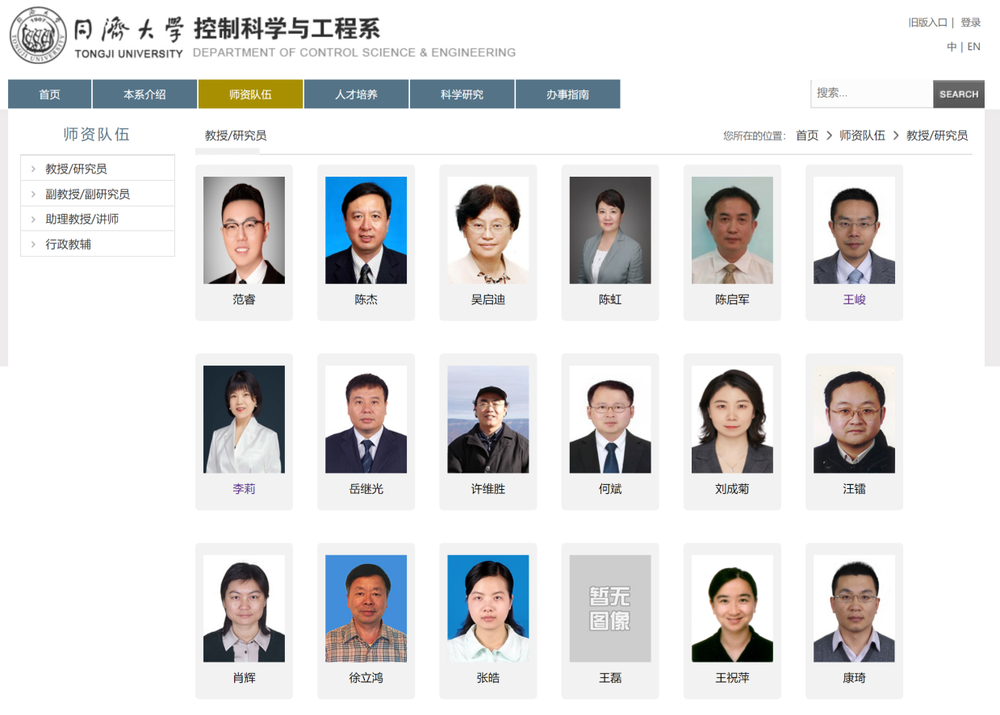 同濟大學 控制科学与工程系
TONGJI UNIVERSITY DEPARTMENT OF CONTROL SCIENCE & ENGINEERING
旧版入口 | 登录
中 | EN
首页 本系介绍 师资队伍 人才培养 科学研究 办事指南
搜索... SEARCH
师资队伍
教授/研究员
副教授/副研究员
助理教授/讲师
行政教辅
教授/研究员
您所在的位置: 首页 > 师资队伍 > 教授/研究员
范睿 陈杰 吴启迪 陈虹 陈启军 王峻
李莉 岳继光 许维胜 何斌 刘成菊 汪镭
暂无
图像
肖辉 徐立鸿 张皓 王磊 王祝萍 康琦